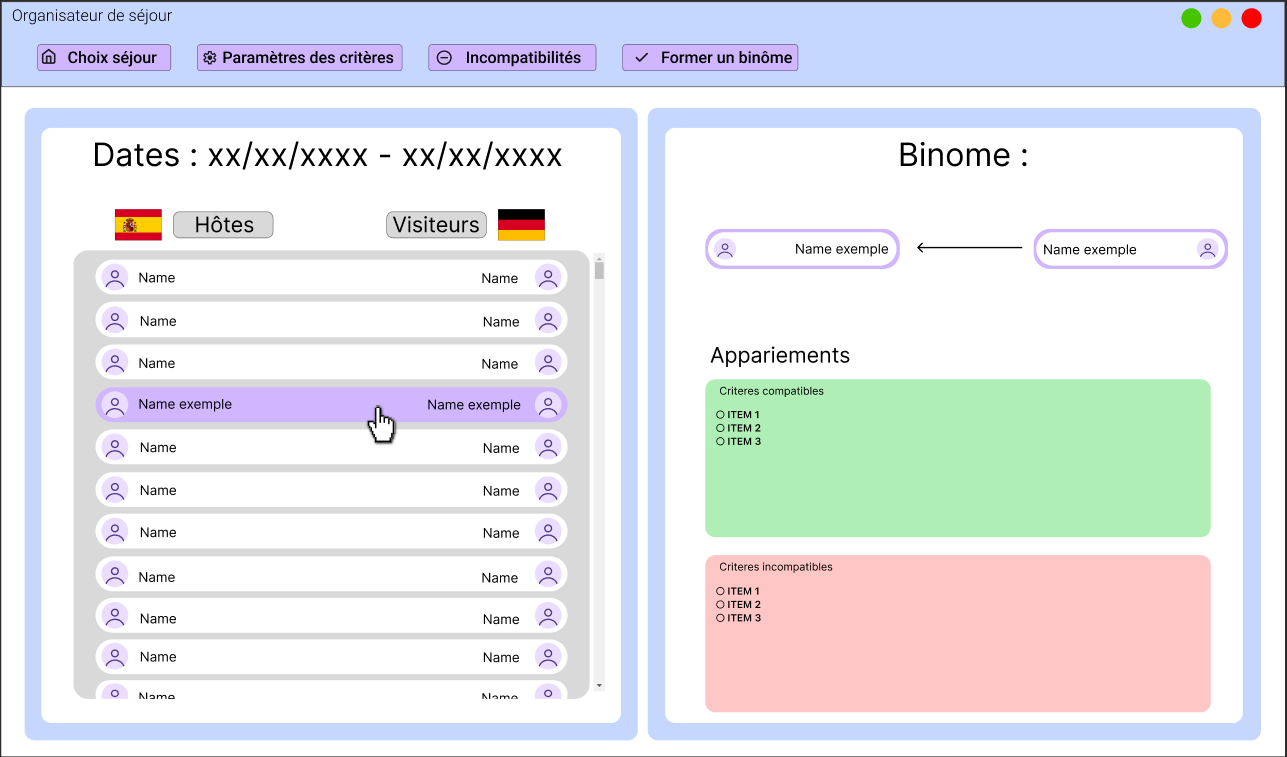 Organisateur de séjour
Choix séjour Paramètres des critères Incompatibilités Former un binôme
Dates : xx/xx/xxxx - xx/xx/xxxx
Hôtes Visiteurs
Name Name
Name Name
Name Name
Name exemple Name exemple
Name Name
Name Name
Name Name
Name Name
Name Name
Name Name
Name Name
Binome :
Name exemple Name exemple
Appariements
Criteres compatibles
ITEM 1
ITEM 2
ITEM 3
Criteres incompatibles
ITEM 1
ITEM 2
ITEM 3